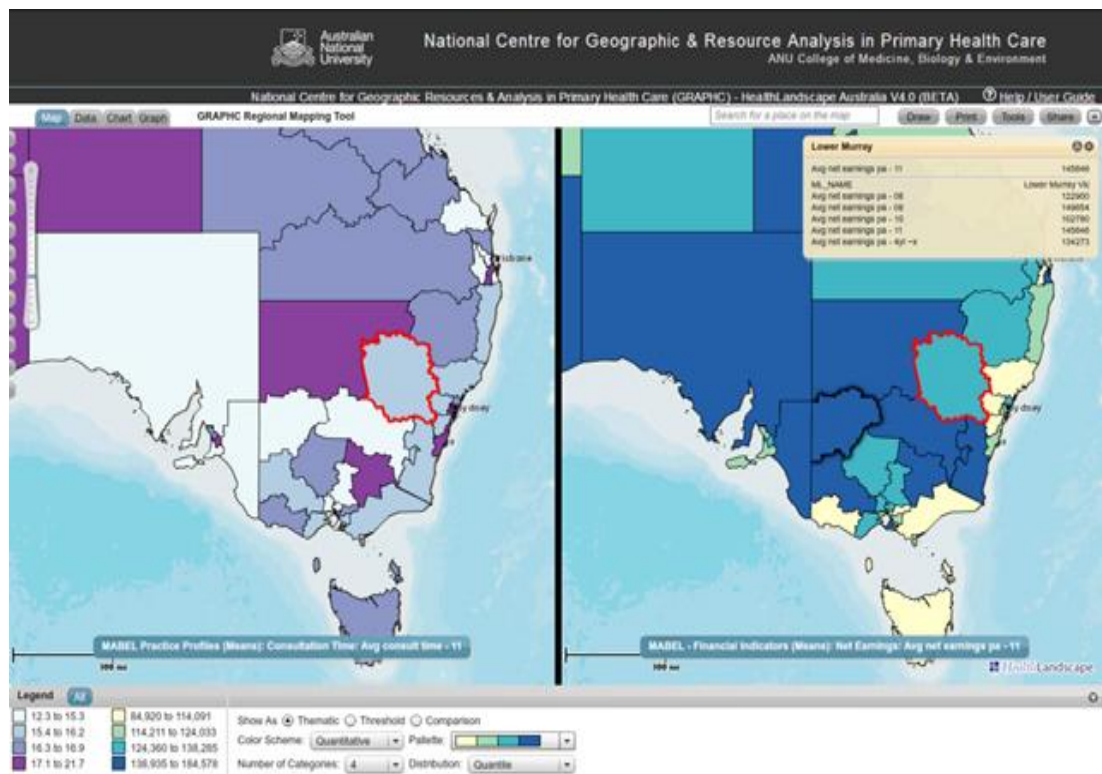 Australian
National
University
National Centre for Geographic & Resource Analysis in Primary Health Care
ANU College of Medicine, Biology & Environment
National Centre for Geographic Resources & Analysis in Primary Health Care (GRAPHC) - HealthLandscape Australia V4.0 (BETA)
Help / User Guide
Map Data Chart Graph
GRAPHC Regional Mapping Tool
Search for a place on the map
Draw Print Tools Share
Lower Murray
Avg net earnings pa - 11 145646
ML_NAME Lower Murray Vic
Avg net earnings pa - 08 122900
Avg net earnings pa - 09
Avg net earnings pa - 10
Avg net earnings pa - 11 145646
Avg net earnings pa - 4yr 134273
MABEL Practice Profiles (Means): Consultation Time: Avg consult time - 11
MABEL - Financial Indicators (Means): Net Earnings: Avg net earnings pa - 11
HealthLandscape
Legend All
12.3 to 15.3
15.4 to 16.2
16.3 to 16.9
17.1 to 21.7
84,920 to 114,091
114,211 to 124,033
124,360 to 138,285
138,935 to 184,578
Show As Thematic Threshold Comparison
Color Scheme: Quantitative Palette:
Number of Categories: 4 Distribution: Quantile